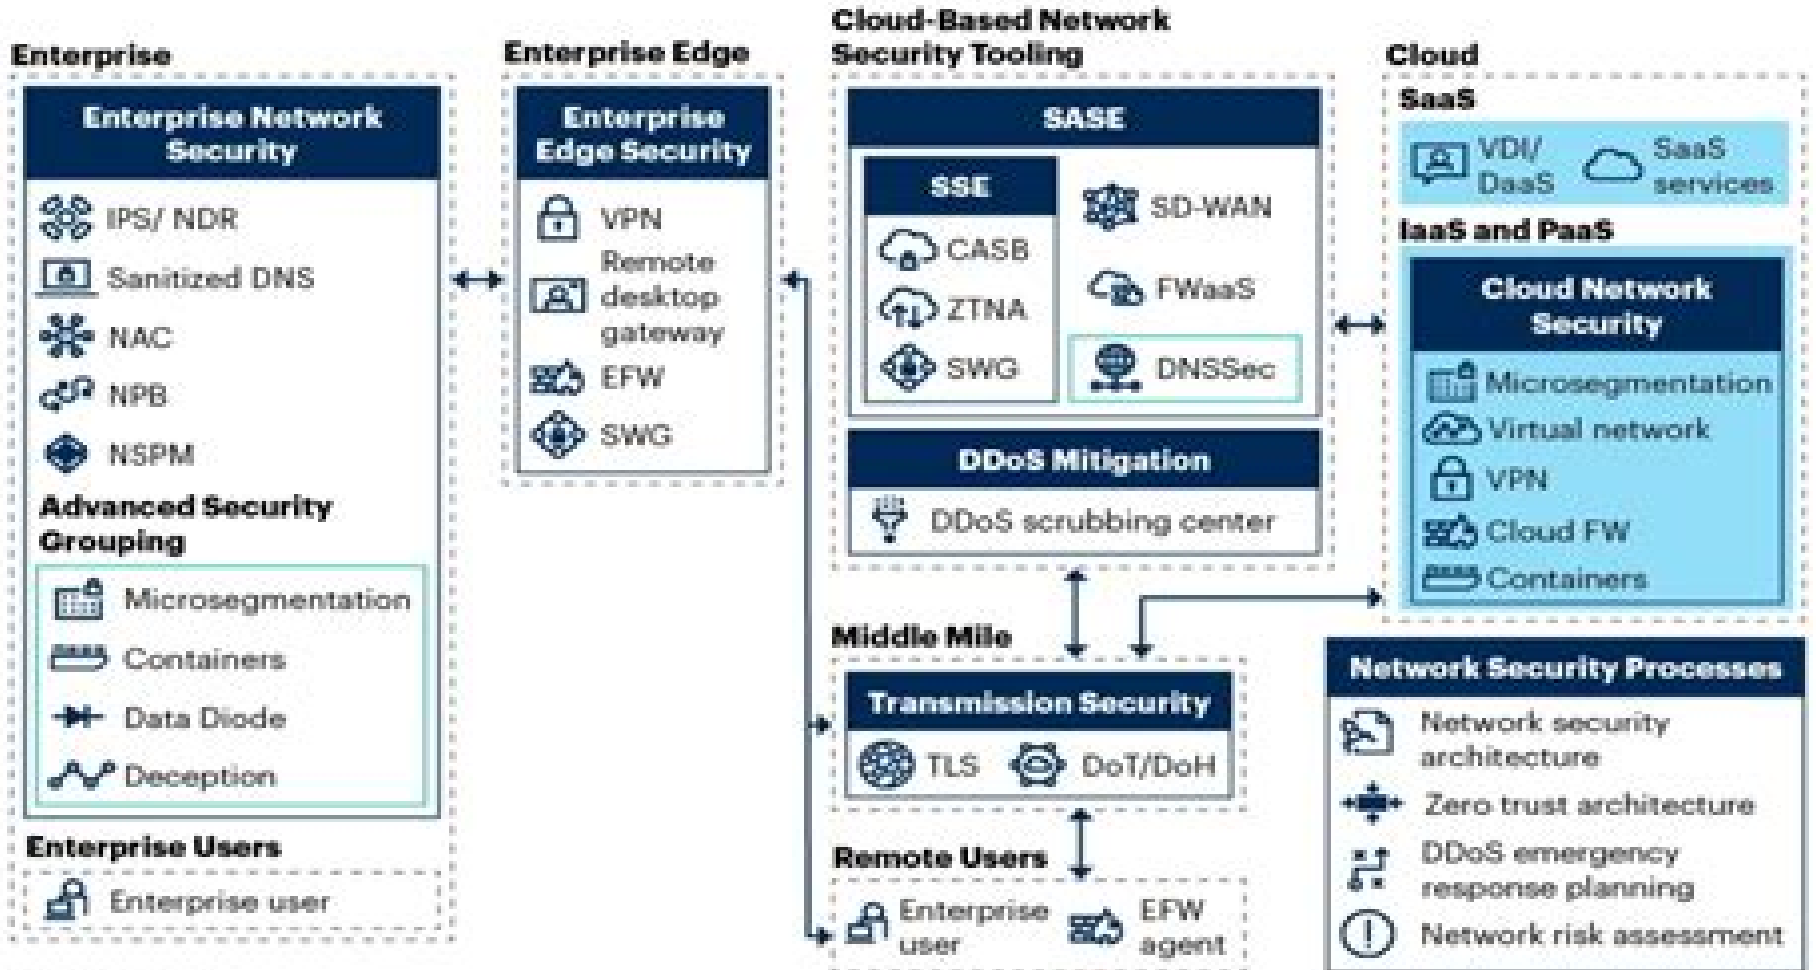 Enterprise
Enterprise Network
Security
IPS/ NDR
Sanitized DNS
NAC
NPB
NSPM
Advanced Security
Grouping
Microsegmentation
Containers
Data Diode
Deception
Enterprise Users
Enterprise user
Enterprise Edge
Enterprise
Edge Security
VPN
Remote
desktop
gateway
EFW
SWG
Cloud-Based Network
Security Tooling
SASE
SSE
CASB
ZTNA
SWG
SD-WAN
FWaaS
DNSSec
DDoS Mitigation
DDoS scrubbing center
Middle Mile
Transmission Security
TLS
DoT/DoH
Remote Users
Enterprise
user
EFW
agent
Cloud
SaaS
VDI/
DaaS
SaaS
services
IaaS and PaaS
Cloud Network
Security
Microsegmentation
Virtual network
VPN
Cloud FW
Containers
Network Security Processes
Network security
architecture
Zero trust architecture
DDoS emergency
response planning
Network risk assessment